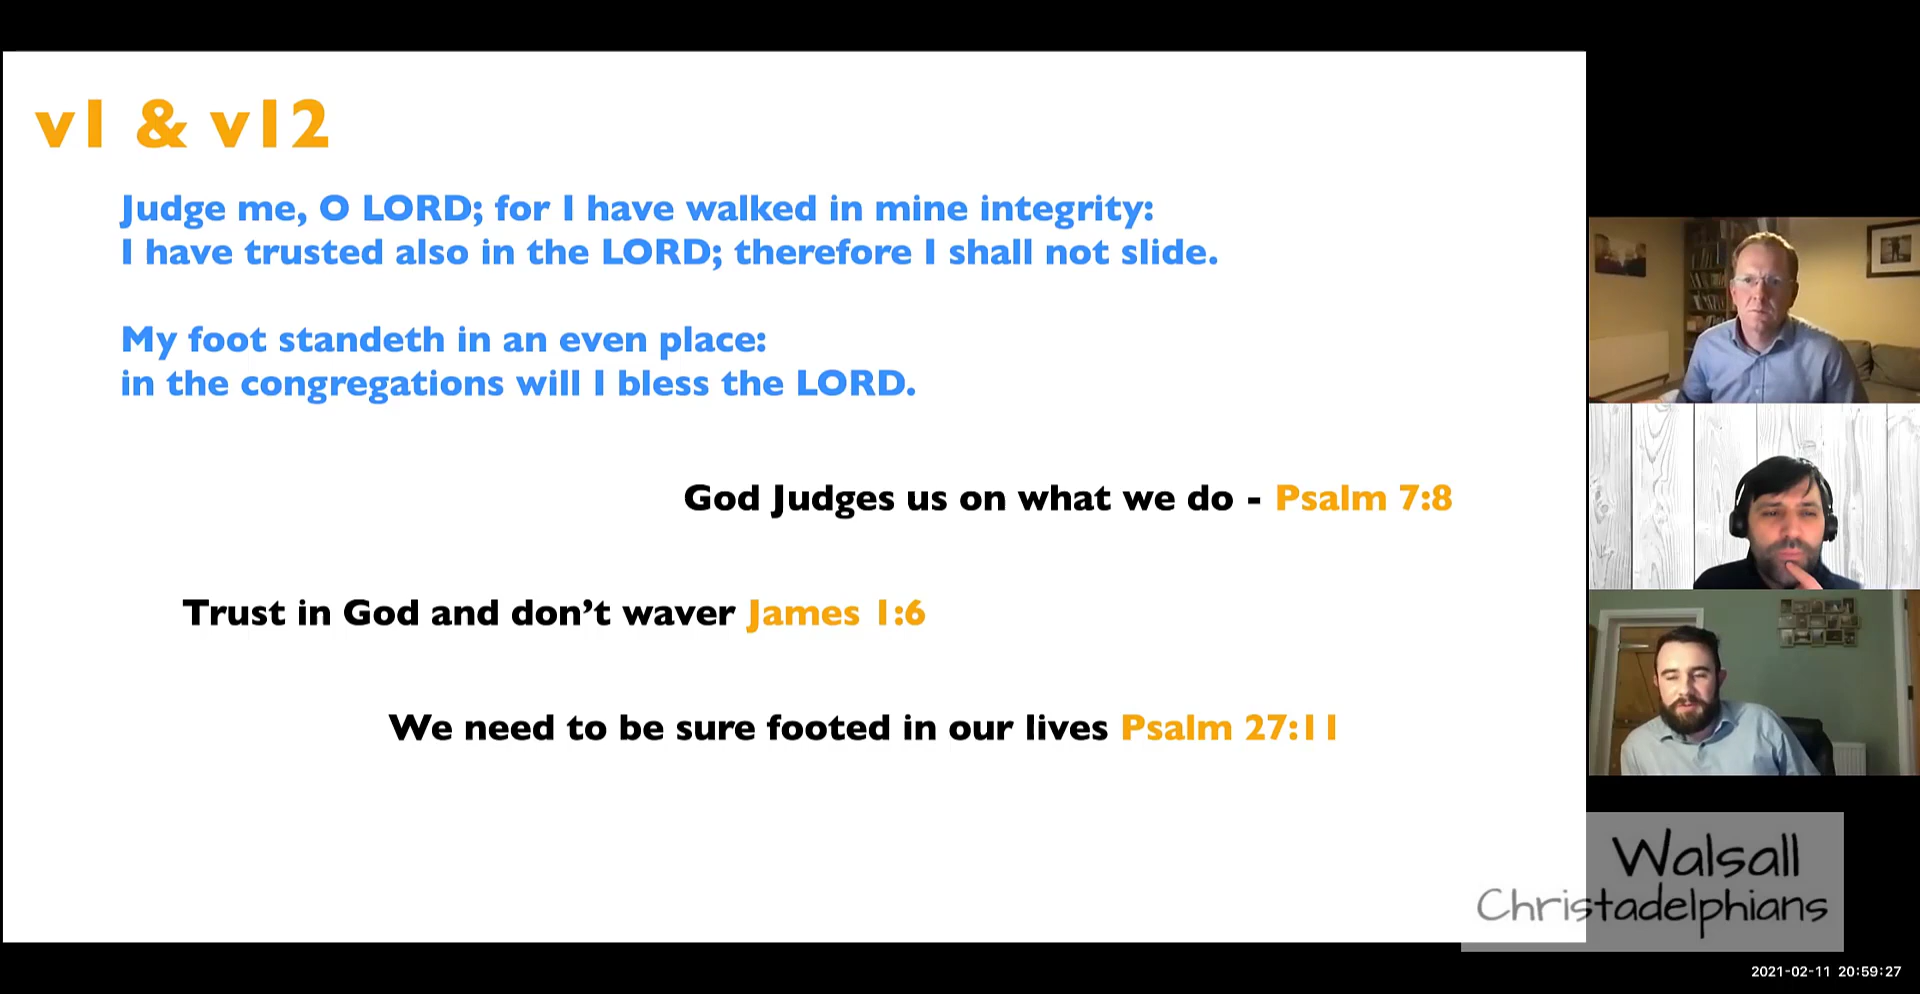 v1 & v12
Judge me, O LORD; for I have walked in mine integrity:
I have trusted also in the LORD; therefore I shall not slide.
My foot standeth in an even place:
in the congregations will I bless the LORD.
God Judges us on what we do - Psalm 7:8
Trust in God and don’t waver James 1:6
We need to be sure footed in our lives Psalm 27:11
Walsall
Christadelphians
2021-02-11 20:59:27